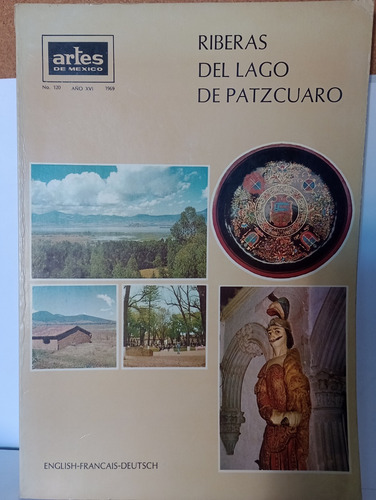 artes
DE MEXICO
No. 120 AÑO XVI 1969
RIBERAS
DEL LAGO
DE PATZCUARO
ENGLISH-FRANCAIS-DEUTSCH